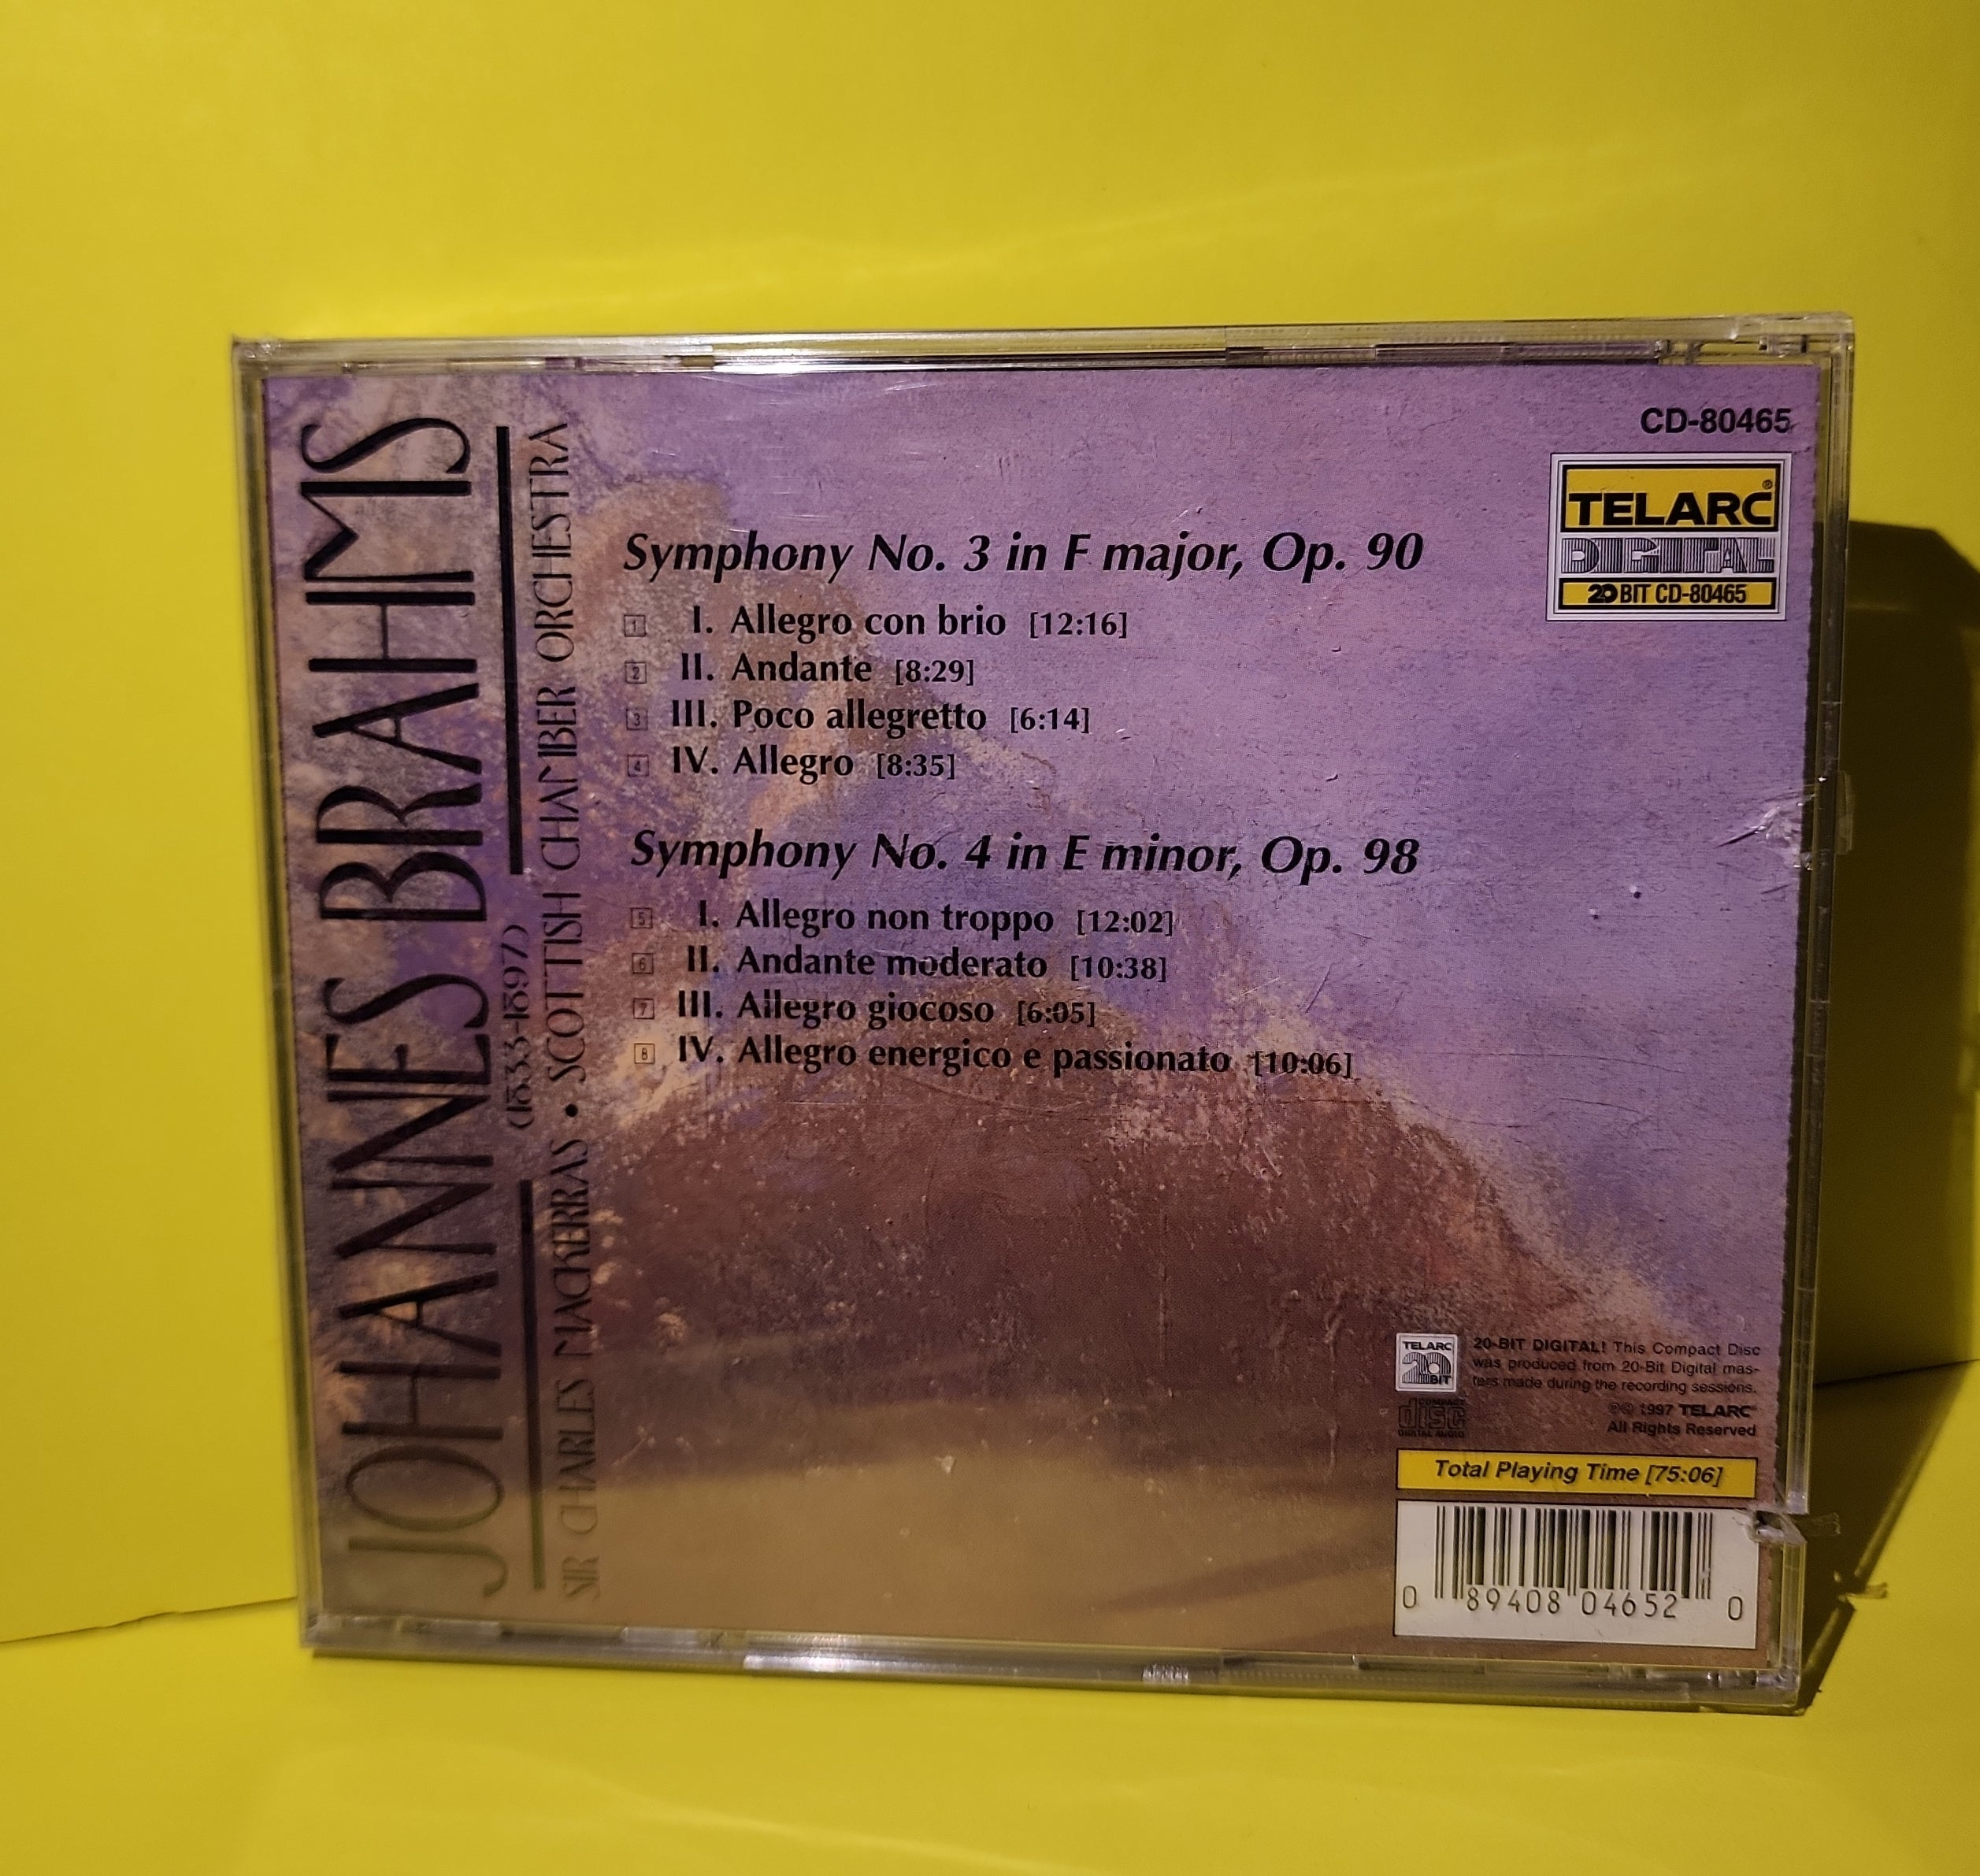 JOHANNES BRAHMS
(1833-1897)
SIR CHARLES MACKERRAS • SCOTTISH CHAMBER ORCHESTRA
CD-80465
TELARC®
DIGITAL
20 BIT CD-80465
Symphony No. 3 in F major, Op. 90
1 I. Allegro con brio [12:16]
2 II. Andante [8:29]
3 III. Poco allegretto [6:14]
4 IV. Allegro [8:35]
Symphony No. 4 in E minor, Op. 98
5 I. Allegro non troppo [12:02]
6 II. Andante moderato [10:38]
7 III. Allegro giocoso [6:05]
8 IV. Allegro energico e passionato [10:06]
TELARC
20
BIT
20-BIT DIGITAL! This Compact Disc
was produced from 20-Bit Digital mas-
ters made during the recording sessions.
COMPACT
disc
DIGITAL AUDIO
℗© 1997 TELARC®
All Rights Reserved
Total Playing Time [75:06]
0 89408 04652 0